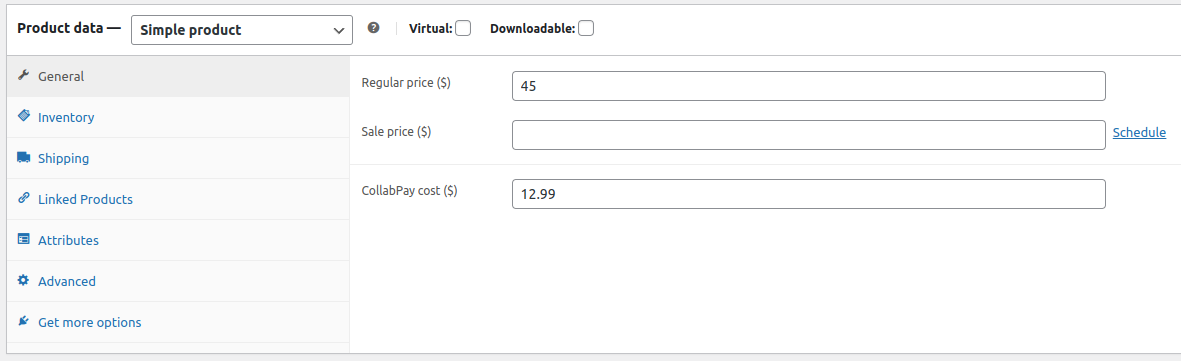 Product data — Simple product Virtual: Downloadable:
General
Inventory
Shipping
Linked Products
Attributes
Advanced
Get more options
Regular price ($) 45
Sale price ($) Schedule
CollabPay cost ($) 12.99